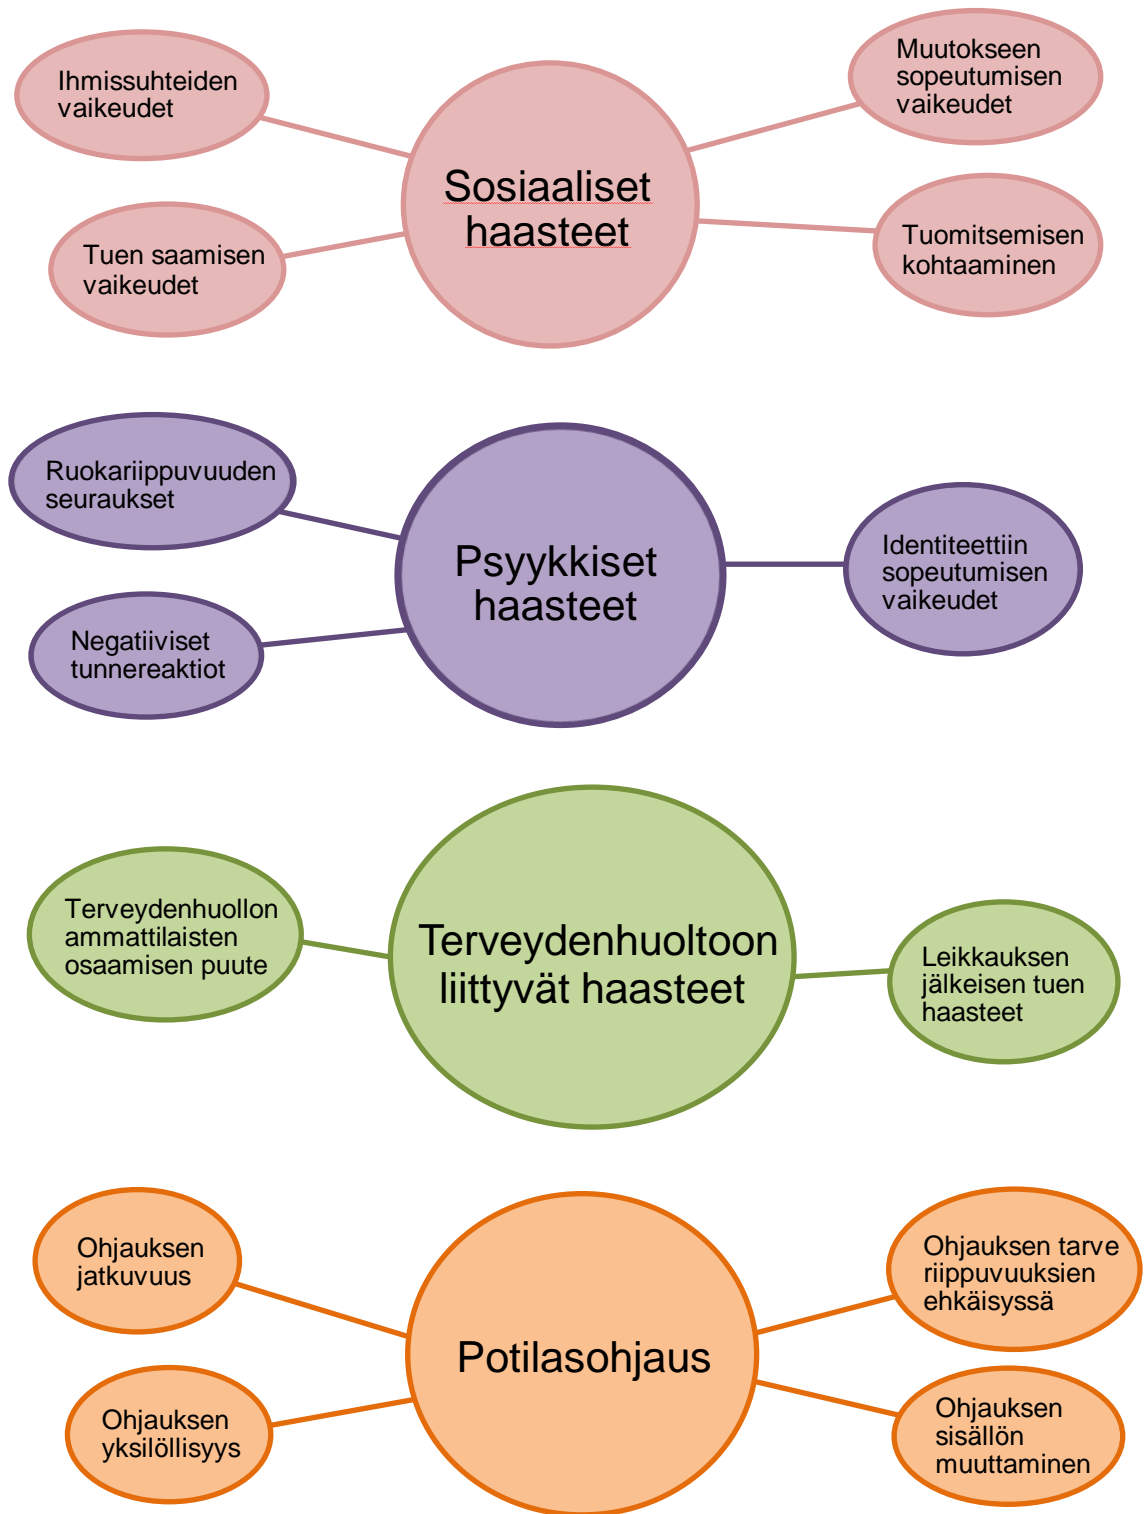 Ihmissuhteiden
vaikeudet
Muutokseen
sopeutumisen
vaikeudet
Sosiaaliset
haasteet
Tuen saamisen
vaikeudet
Tuomitsemisen
kohtaaminen
Ruokariippuvuuden
seuraukset
Psyykkiset
haasteet
Identiteettiin
sopeutumisen
vaikeudet
Negatiiviset
tunnereaktiot
Terveydenhuollon
ammattilaisten
osaamisen puute
Terveydenhuoltoon
liittyvät haasteet
Leikkauksen
jälkeisen tuen
haasteet
Ohjauksen
jatkuvuus
Ohjauksen tarve
riippuvuuksien
ehkäisyssä
Potilasohjaus
Ohjauksen
yksilöllisyys
Ohjauksen
sisällön
muuttaminen